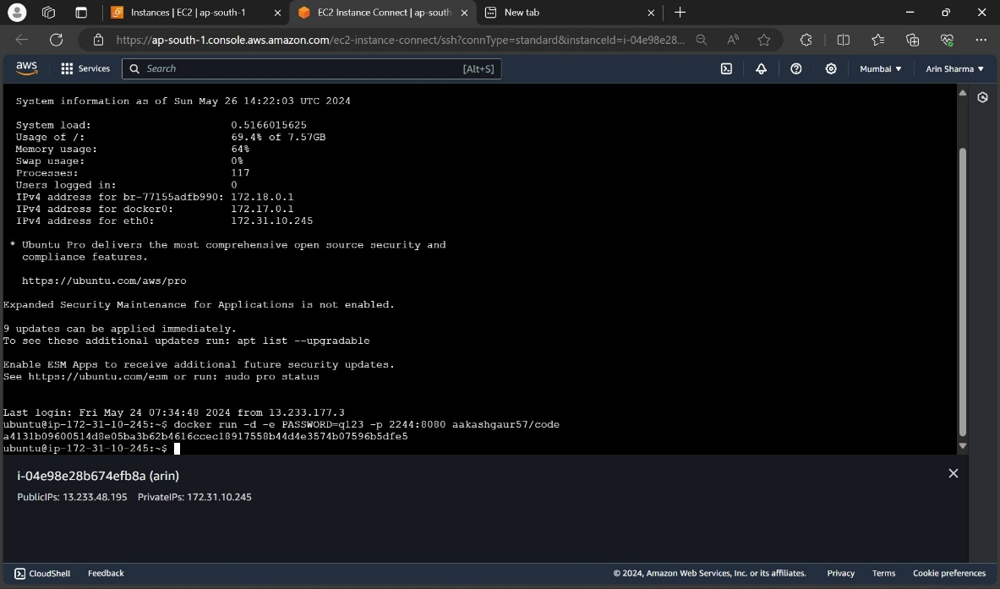 Instances | EC2 | ap-south-1
EC2 Instance Connect | ap-south
New tab
https://ap-south-1.console.aws.amazon.com/ec2-instance-connect/ssh?connType=standard&instanceId=i-04e98e28...
aws
Services
Search
[Alt+S]
Mumbai
Arin Sharma
System information as of Sun May 26 14:22:03 UTC 2024
System load: 0.5166015625
Usage of /: 69.4% of 7.57GB
Memory usage: 64%
Swap usage: 0%
Processes: 117
Users logged in: 0
IPv4 address for br-77155adfb990: 172.18.0.1
IPv4 address for docker0: 172.17.0.1
IPv4 address for eth0: 172.31.10.245
* Ubuntu Pro delivers the most comprehensive open source security and
compliance features.
https://ubuntu.com/aws/pro
Expanded Security Maintenance for Applications is not enabled.
9 updates can be applied immediately.
To see these additional updates run: apt list --upgradable
Enable ESM Apps to receive additional future security updates.
See https://ubuntu.com/esm or run: sudo pro status
Last login: Fri May 24 07:34:48 2024 from 13.233.177.3
ubuntu@ip-172-31-10-245:~$ docker run -d -e PASSWORD=q123 -p 2244:8080 aakashgaur57/code
a4131b09600514d8e05ba3b62b4616ccec18917558b44d4e3574b07596b5dfe5
ubuntu@ip-172-31-10-245:~$
i-04e98e28b674efb8a (arin)
PublicIPs: 13.233.48.195 PrivateIPs: 172.31.10.245
CloudShell
Feedback
© 2024, Amazon Web Services, Inc. or its affiliates.
Privacy
Terms
Cookie preferences